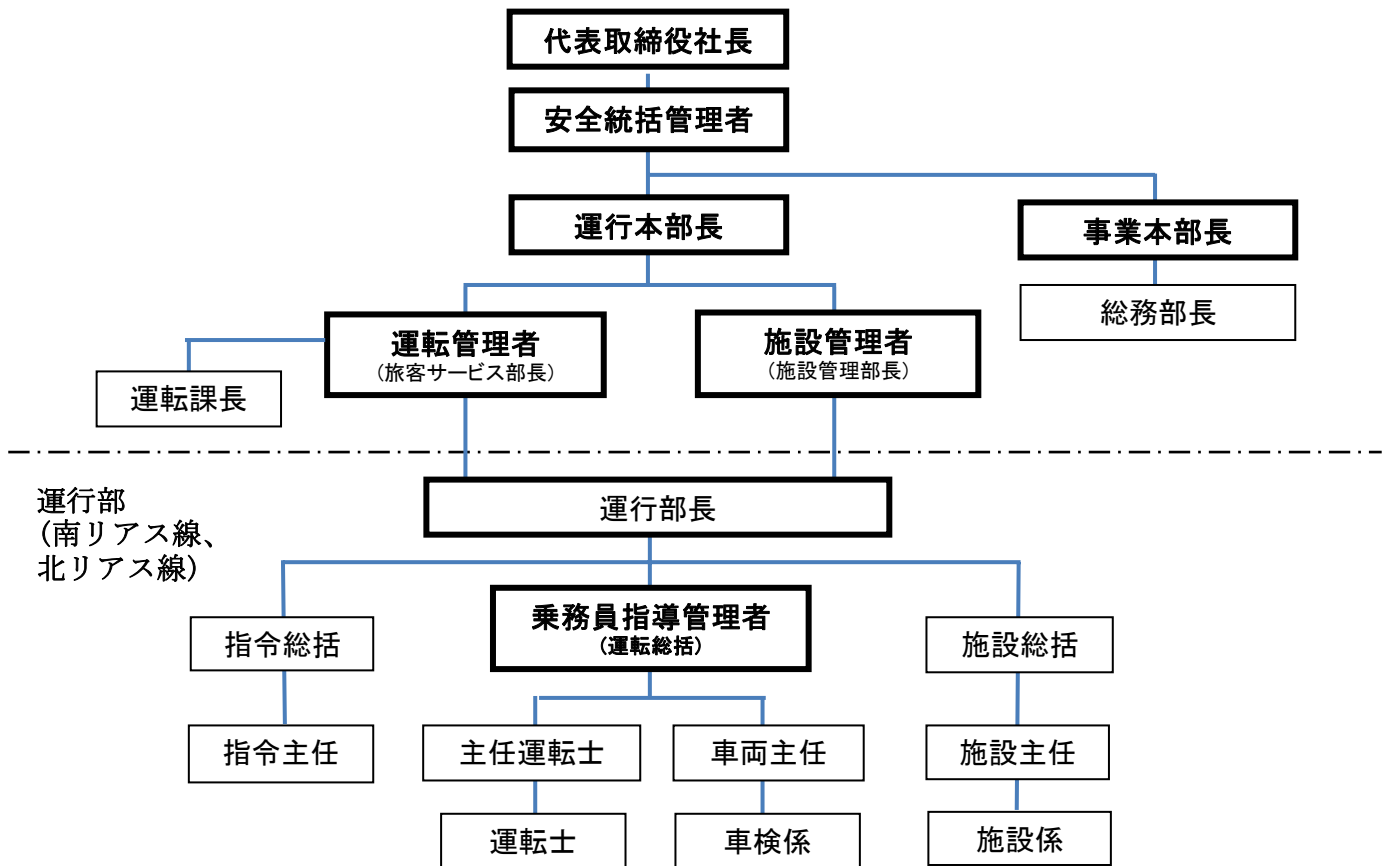 代表取締役社長
安全統括管理者
運行本部長
事業本部長
総務部長
運転管理者
(旅客サービス部長)
施設管理者
(施設管理部長)
運転課長
運行部
(南リアス線、
北リアス線)
運行部長
指令総括
乗務員指導管理者
(運転総括)
施設総括
指令主任
主任運転士
車両主任
施設主任
運転士
車検係
施設係